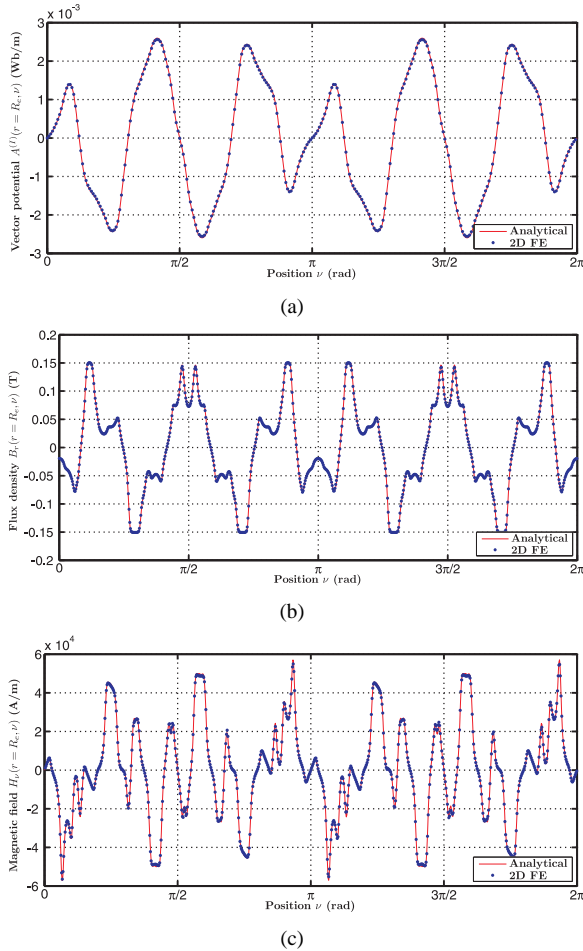 x 10⁻³
3
2
1
0
-1
-2
-3
Vector potential A^(I)(r = R_e, ν) (Wb/m)
Analytical
2D FE
0 π/2 π 3π/2 2π
Position ν (rad)
(a)
0.2
0.15
0.1
0.05
0
-0.05
-0.1
-0.15
-0.2
Flux density B_r(r = R_e, ν) (T)
Analytical
2D FE
0 π/2 π 3π/2 2π
Position ν (rad)
(b)
x 10⁴
6
4
2
0
-2
-4
-6
Magnetic field H_ν(r = R_e, ν) (A/m)
Analytical
2D FE
0 π/2 π 3π/2 2π
Position ν (rad)
(c)